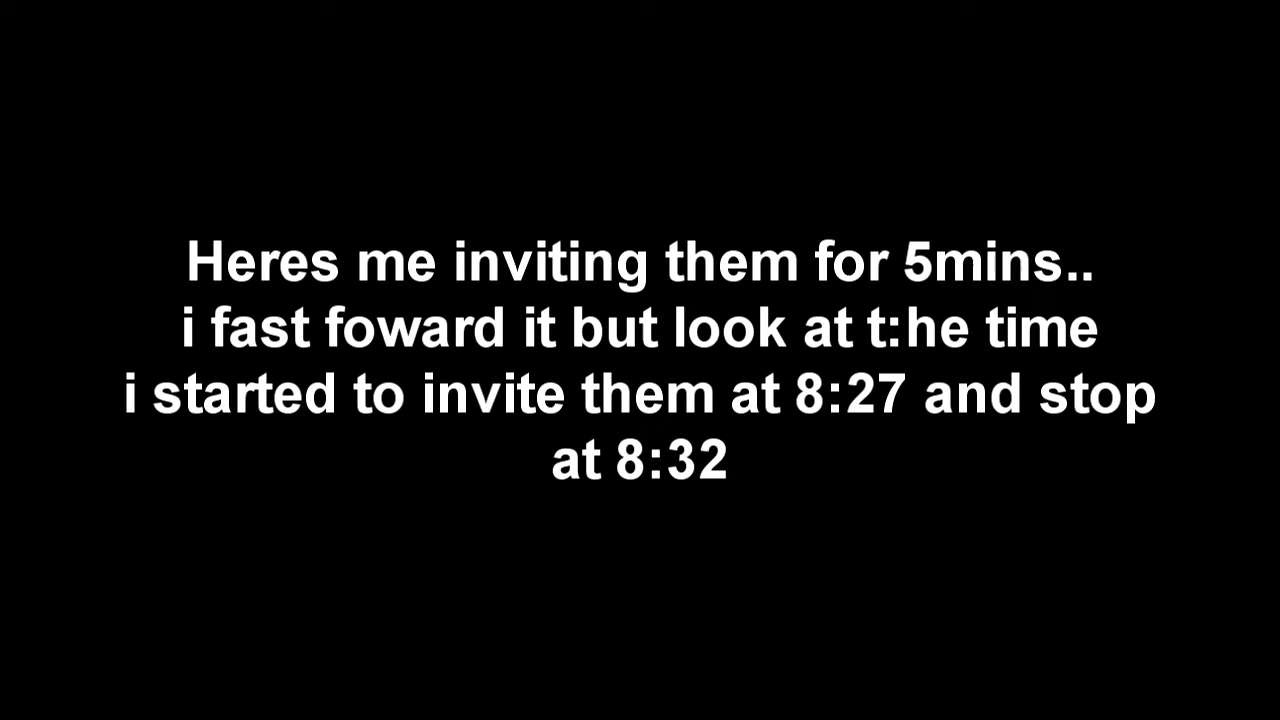 Heres me inviting them for 5mins..
i fast foward it but look at t:he time
i started to invite them at 8:27 and stop
at 8:32